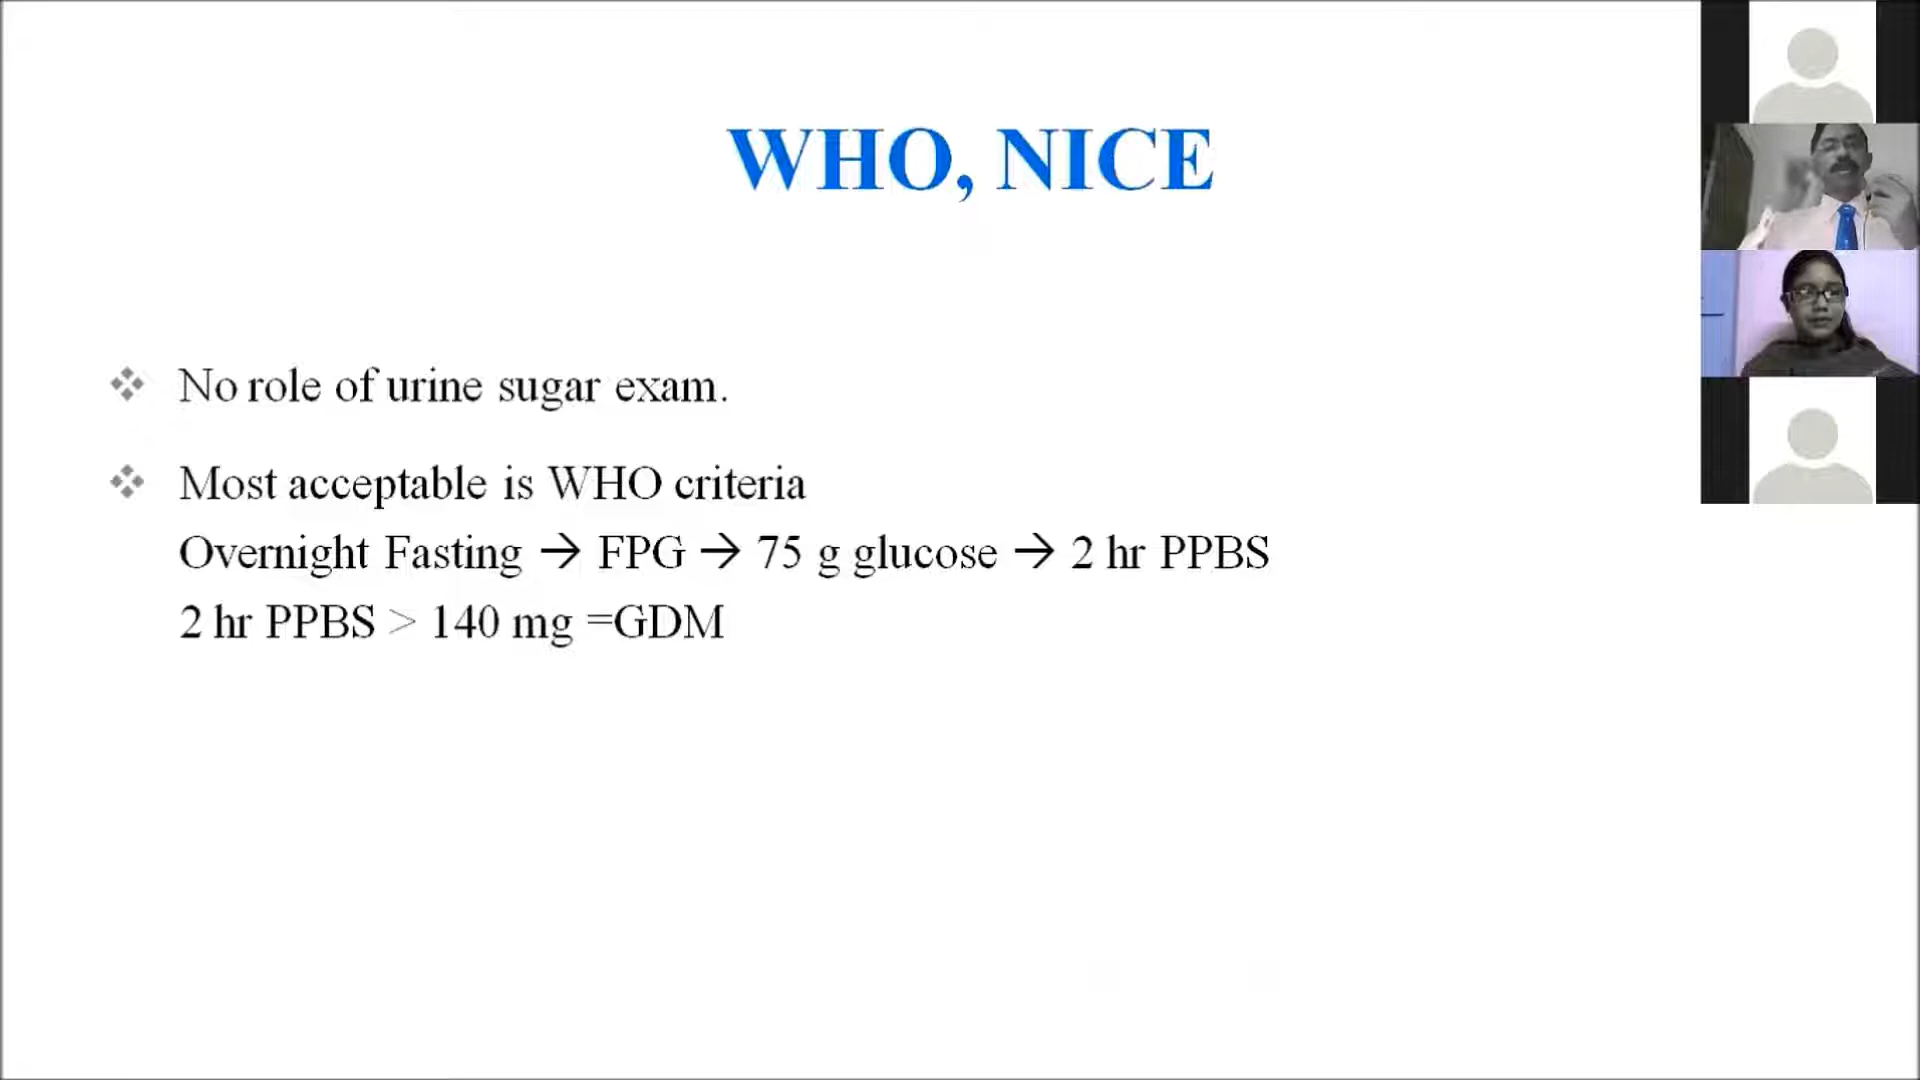 WHO, NICE
No role of urine sugar exam.
Most acceptable is WHO criteria
Overnight Fasting → FPG → 75 g glucose → 2 hr PPBS
2 hr PPBS > 140 mg =GDM